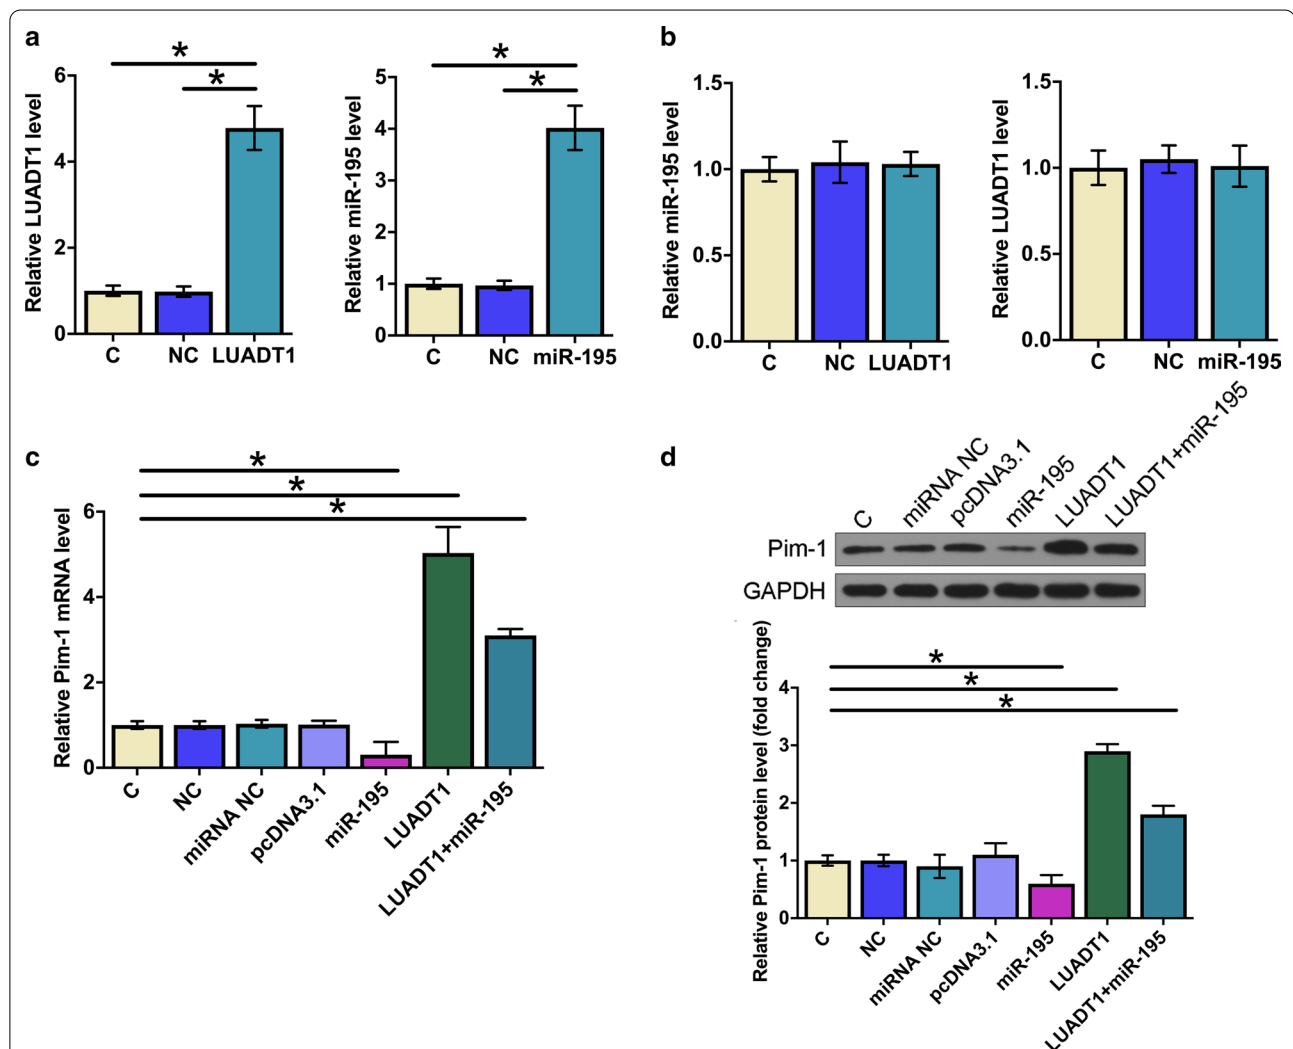 a
*
*
Relative LUADT1 level
6
4
2
0
C NC LUADT1
*
*
Relative miR-195 level
5
4
3
2
1
0
C NC miR-195
b
Relative miR-195 level
1.5
1.0
0.5
0.0
C NC LUADT1
Relative LUADT1 level
1.5
1.0
0.5
0.0
C NC miR-195
c
*
*
*
Relative Pim-1 mRNA level
6
4
2
0
C
NC
miRNA NC
pcDNA3.1
miR-195
LUADT1
LUADT1+miR-195
d
C
miRNA NC
pcDNA3.1
miR-195
LUADT1
LUADT1+miR-195
Pim-1
GAPDH
*
*
*
Relative Pim-1 protein level (fold change)
4
3
2
1
0
C
NC
miRNA NC
pcDNA3.1
miR-195
LUADT1
LUADT1+miR-195